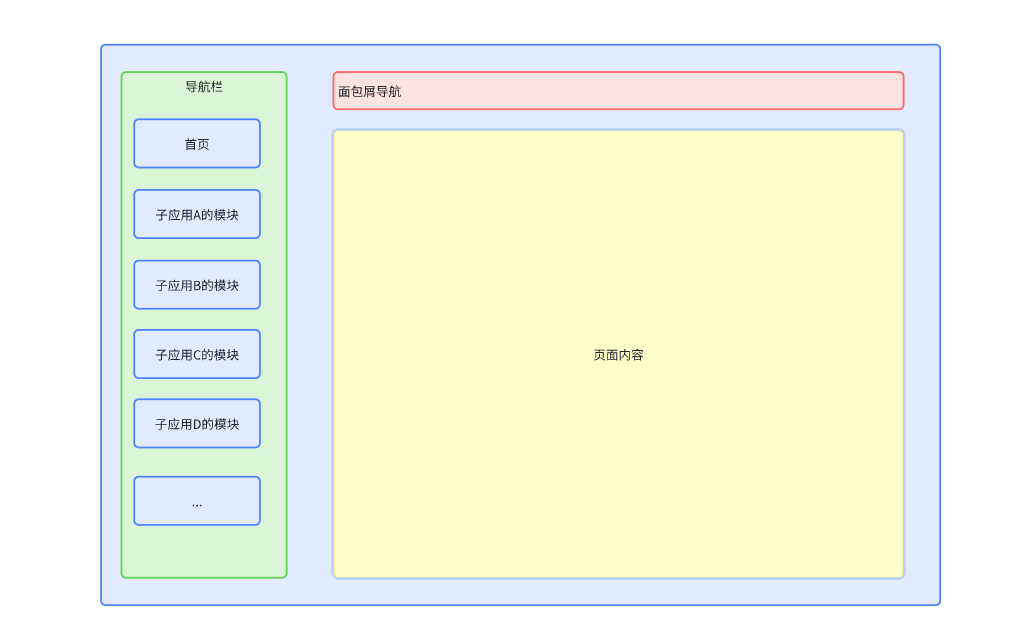 导航栏
首页
子应用A的模块
子应用B的模块
子应用C的模块
子应用D的模块
...
面包屑导航
页面内容